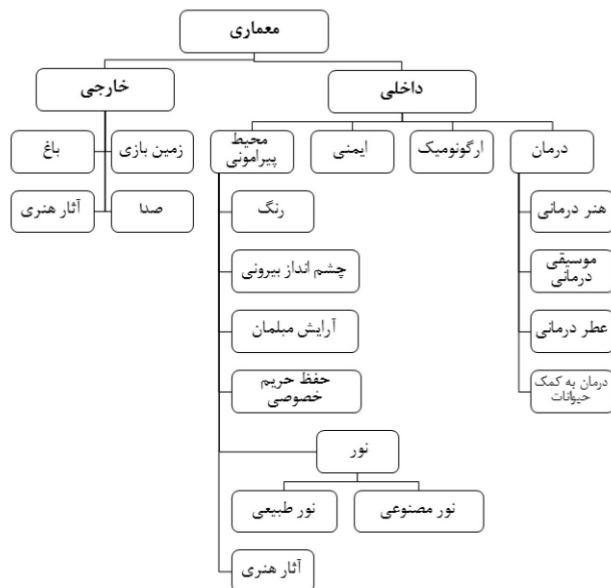 معماری
داخلی
خارجی
درمان
ارگونومیک
ایمنی
محیط
پیرامونی
زمین بازی
باغ
هنر درمانی
رنگ
صدا
آثار هنری
موسیقی
درمانی
چشم انداز بیرونی
عطر درمانی
آرایش مبلمان
درمان به کمک
حیوانات
حفظ حریم
خصوصی
نور
نور مصنوعی
نور طبیعی
آثار هنری